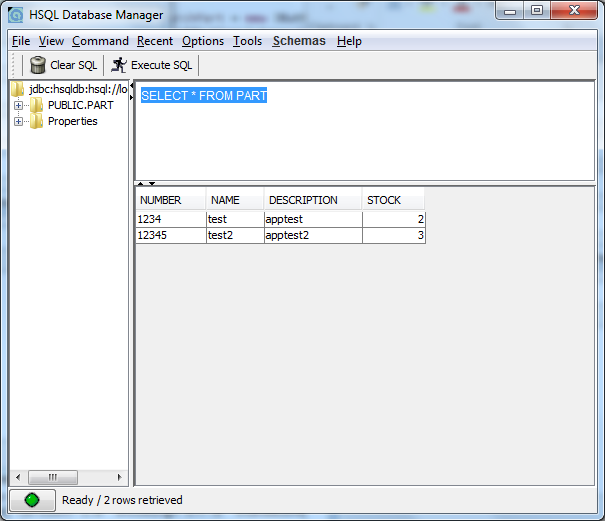 HSQL Database Manager
File View Command Recent Options Tools Schemas Help
Clear SQL Execute SQL
jdbc:hsqldb:hsql://lo
PUBLIC.PART
Properties
SELECT * FROM PART
NUMBER NAME DESCRIPTION STOCK
1234 test apptest 2
12345 test2 apptest2 3
Ready / 2 rows retrieved